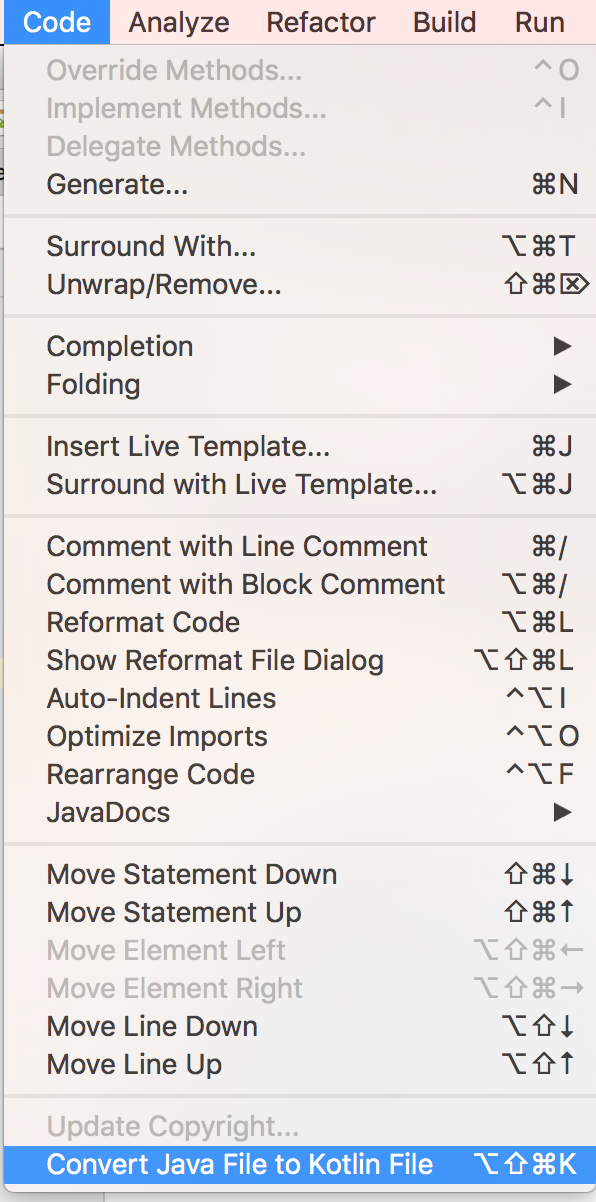 Code Analyze Refactor Build Run
Override Methods... ^O
Implement Methods... ^I
Delegate Methods...
Generate... ⌘N
Surround With... ⌥⌘T
Unwrap/Remove... ⇧⌘⌦
Completion ▶
Folding ▶
Insert Live Template... ⌘J
Surround with Live Template... ⌥⌘J
Comment with Line Comment ⌘/
Comment with Block Comment ⌥⌘/
Reformat Code ⌥⌘L
Show Reformat File Dialog ⌥⇧⌘L
Auto-Indent Lines ^⌥I
Optimize Imports ^⌥O
Rearrange Code ^⌥F
JavaDocs ▶
Move Statement Down ⇧⌘↓
Move Statement Up ⇧⌘↑
Move Element Left ⌥⇧⌘←
Move Element Right ⌥⇧⌘→
Move Line Down ⌥⇧↓
Move Line Up ⌥⇧↑
Update Copyright...
Convert Java File to Kotlin File ⌥⇧⌘K